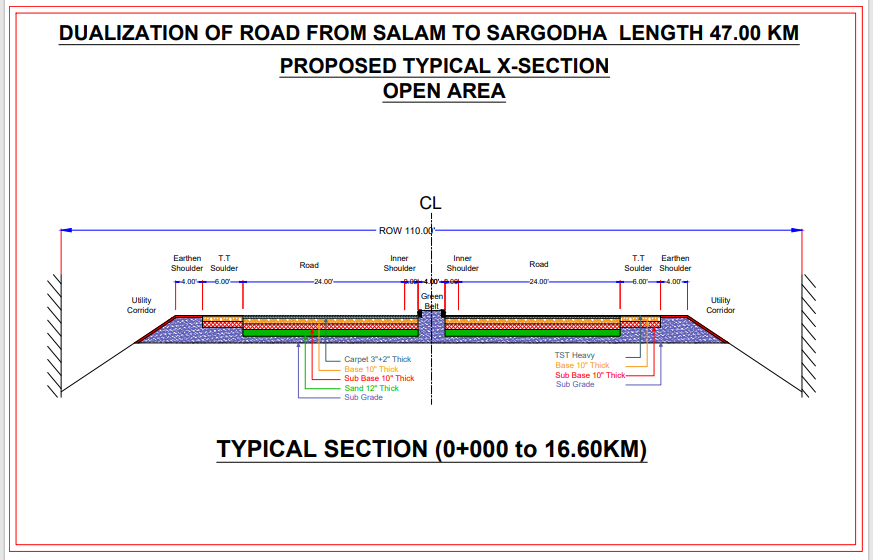 DUALIZATION OF ROAD FROM SALAM TO SARGODHA LENGTH 47.00 KM
PROPOSED TYPICAL X-SECTION
OPEN AREA
CL
ROW 110.00'
Earthen Shoulder
T.T Soulder
Road
Inner Shoulder
Inner Shoulder
Road
T.T Soulder
Earthen Shoulder
4.00'
6.00'
24.00'
4.00'
24.00'
6.00'
4.00'
Utility Corridor
Green Belt
Utility Corridor
Carpet 3"+2" Thick
Base 10" Thick
Sub Base 10" Thick
Sand 12" Thick
Sub Grade
TST Heavy
Base 10" Thick
Sub Base 10" Thick
Sub Grade
TYPICAL SECTION (0+000 to 16.60KM)